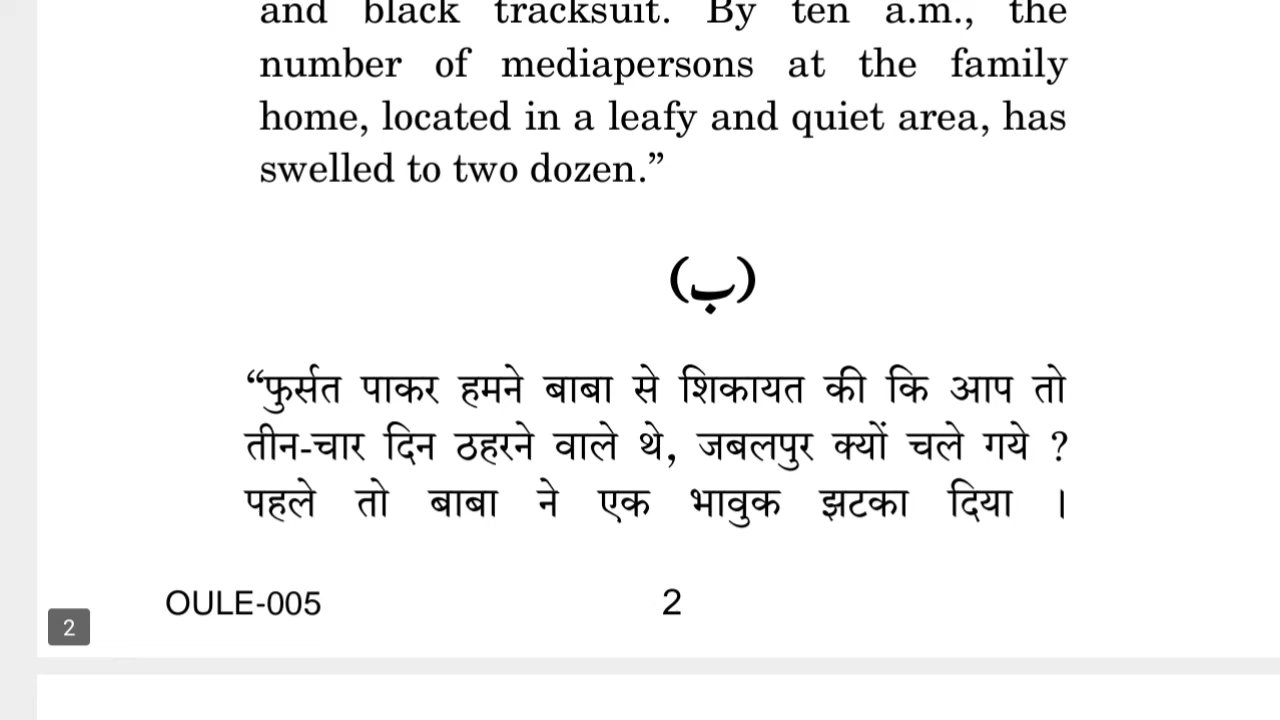 and black tracksuit. By ten a.m., the
number of mediapersons at the family
home, located in a leafy and quiet area, has
swelled to two dozen.”
(ب)
“फुर्सत पाकर हमने बाबा से शिकायत की कि आप तो
तीन-चार दिन ठहरने वाले थे, जबलपुर क्यों चले गये ?
पहले तो बाबा ने एक भावुक झटका दिया ।
OULE-005 2
2